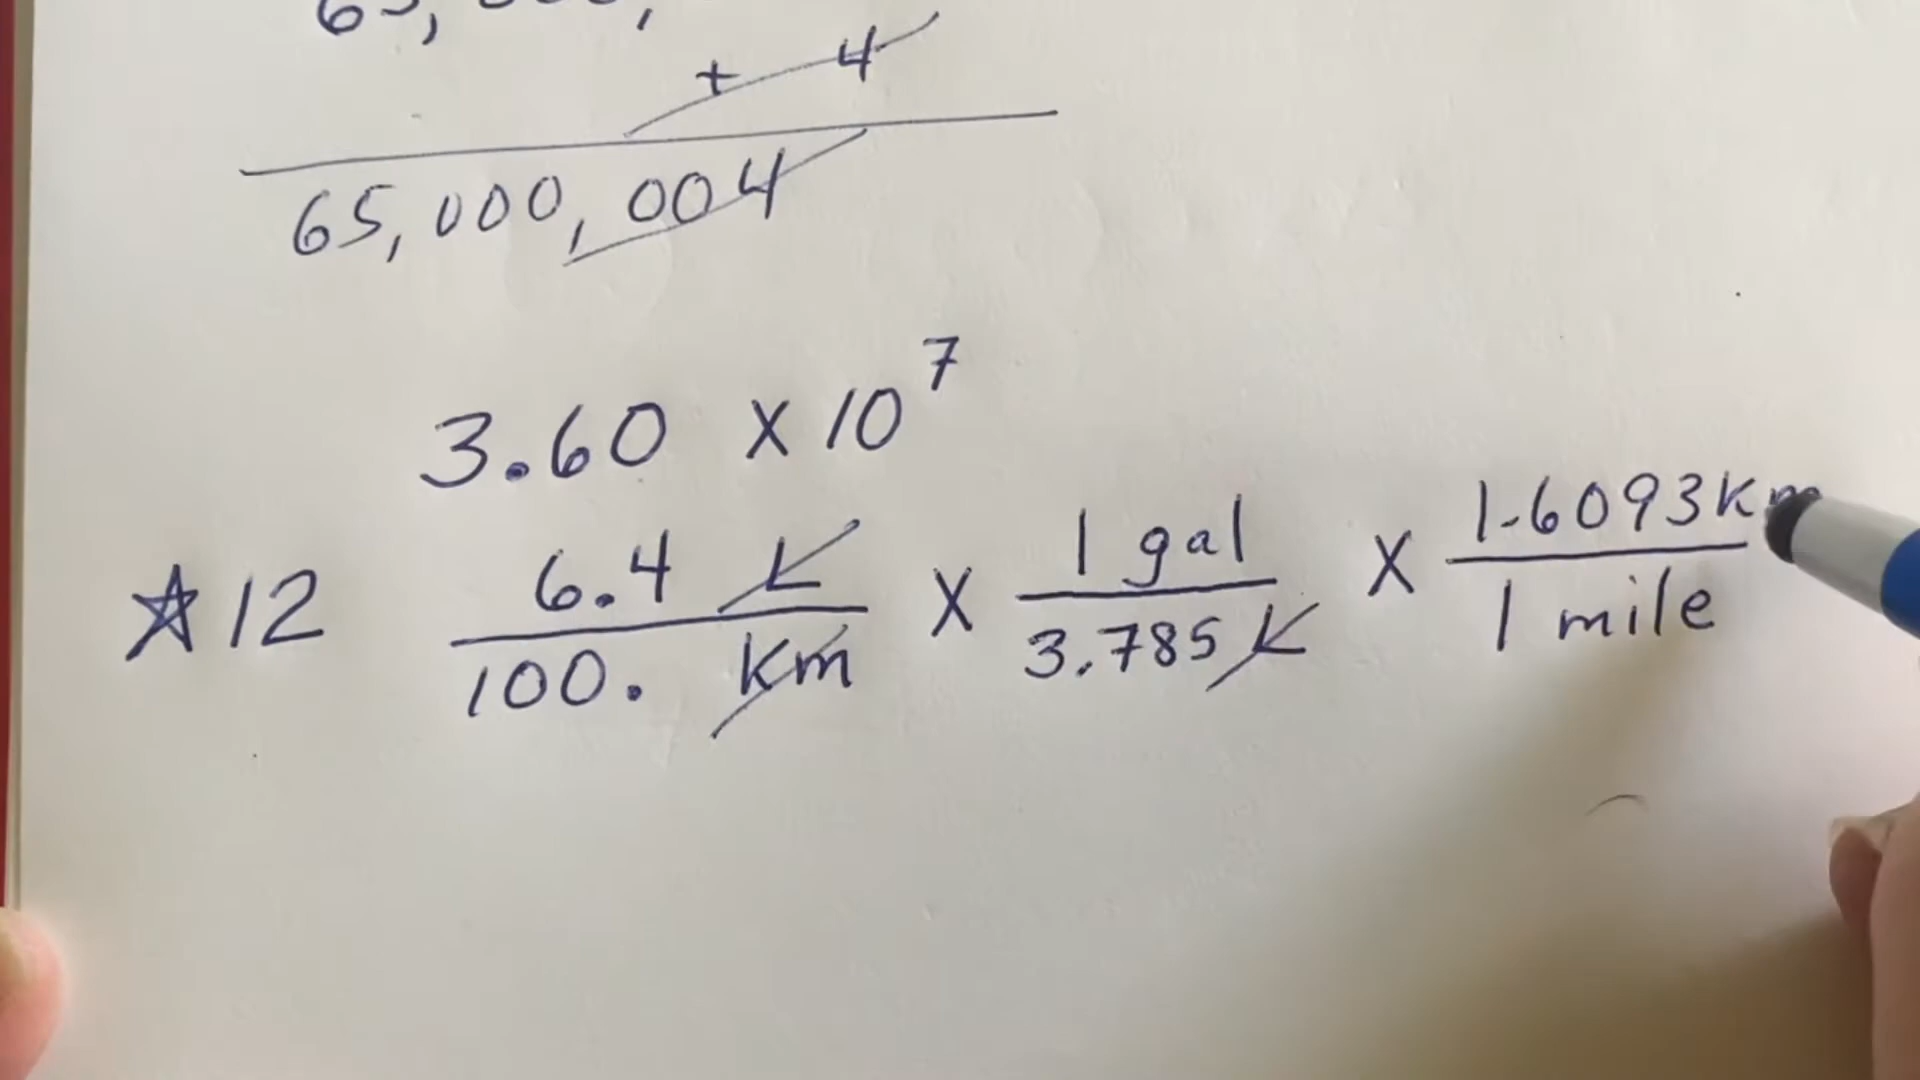 + 4
65,000,004
3.60 x 10^7
☆12 6.4 L / 100. km x 1 gal / 3.785 L x 1.6093 km / 1 mile